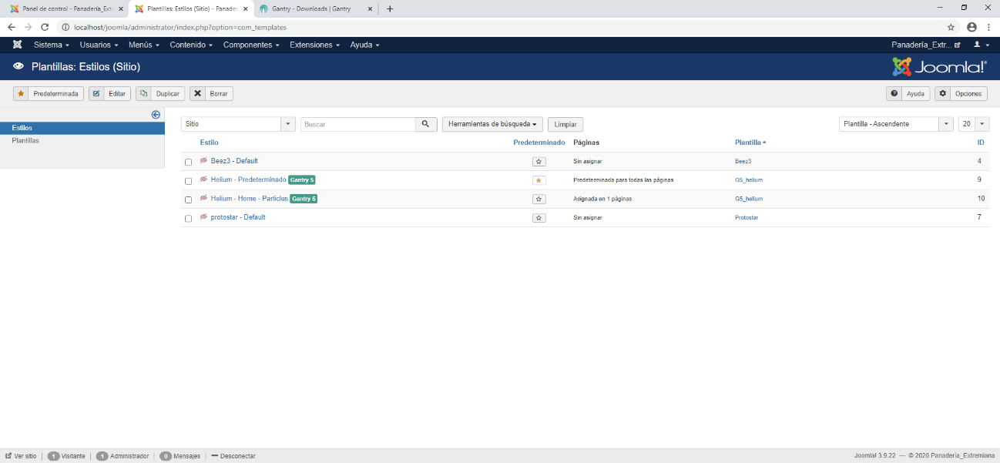 Panel de control - Panadería_Ext
Plantillas: Estilos (Sitio) - Panader
Gantry - Downloads | Gantry
localhost/joomla/administrator/index.php?option=com_templates
Sistema Usuarios Menús Contenido Componentes Extensiones Ayuda Panadería_Extr...
Plantillas: Estilos (Sitio) Joomla!®
Predeterminada Editar Duplicar Borrar Ayuda Opciones
Estilos
Plantillas
Sitio Buscar Herramientas de búsqueda Limpiar Plantilla - Ascendente 20
Estilo Predeterminado Páginas Plantilla ID
Beez3 - Default Sin asignar Beez3 4
Helium - Predeterminado Gantry 5 Predeterminada para todas las páginas G5_helium 9
Helium - Home - Particles Gantry 5 Asignada en 1 páginas G5_helium 10
protostar - Default Sin asignar Protostar 7
Ver sitio 1 Visitante 1 Administrador 0 Mensajes Desconectar Joomla! 3.9.22 — © 2020 Panadería_Extremiana